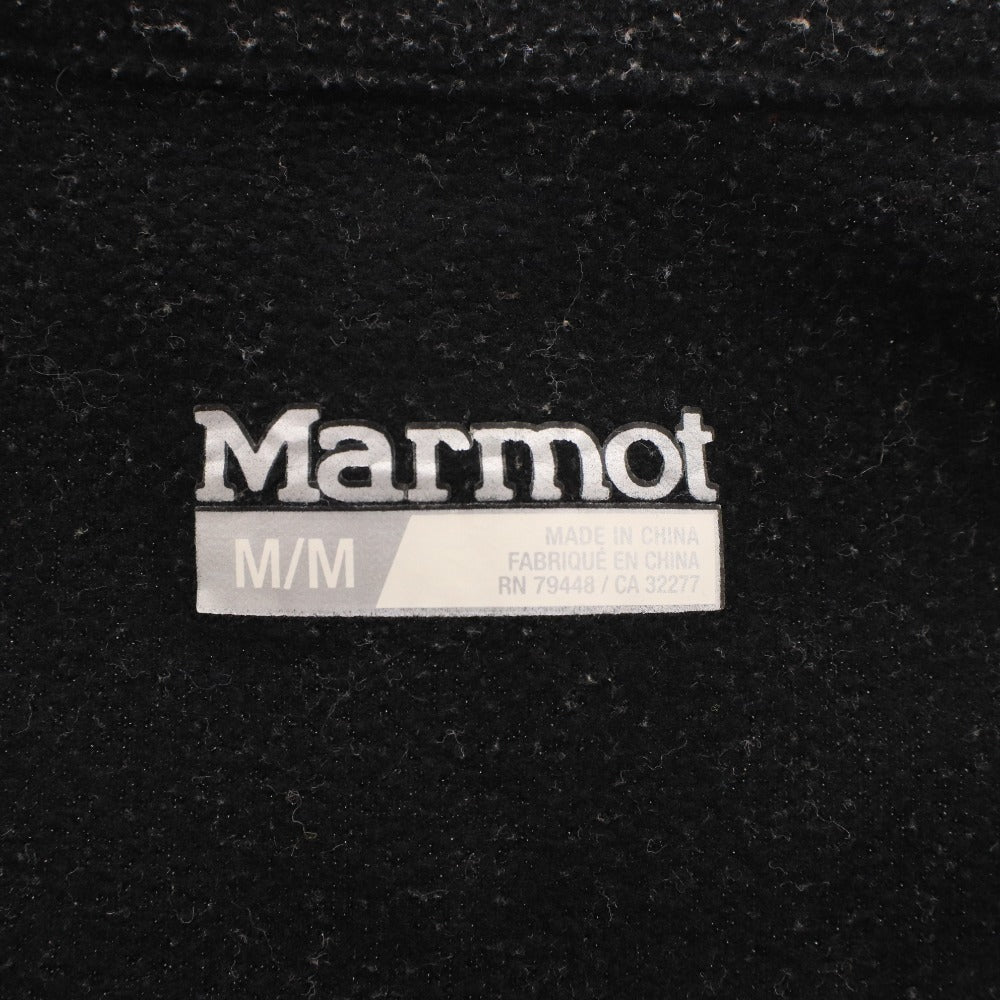 Marmot
M/M
MADE IN CHINA
FABRIQUÉ EN CHINA
RN 79448 / CA 32277